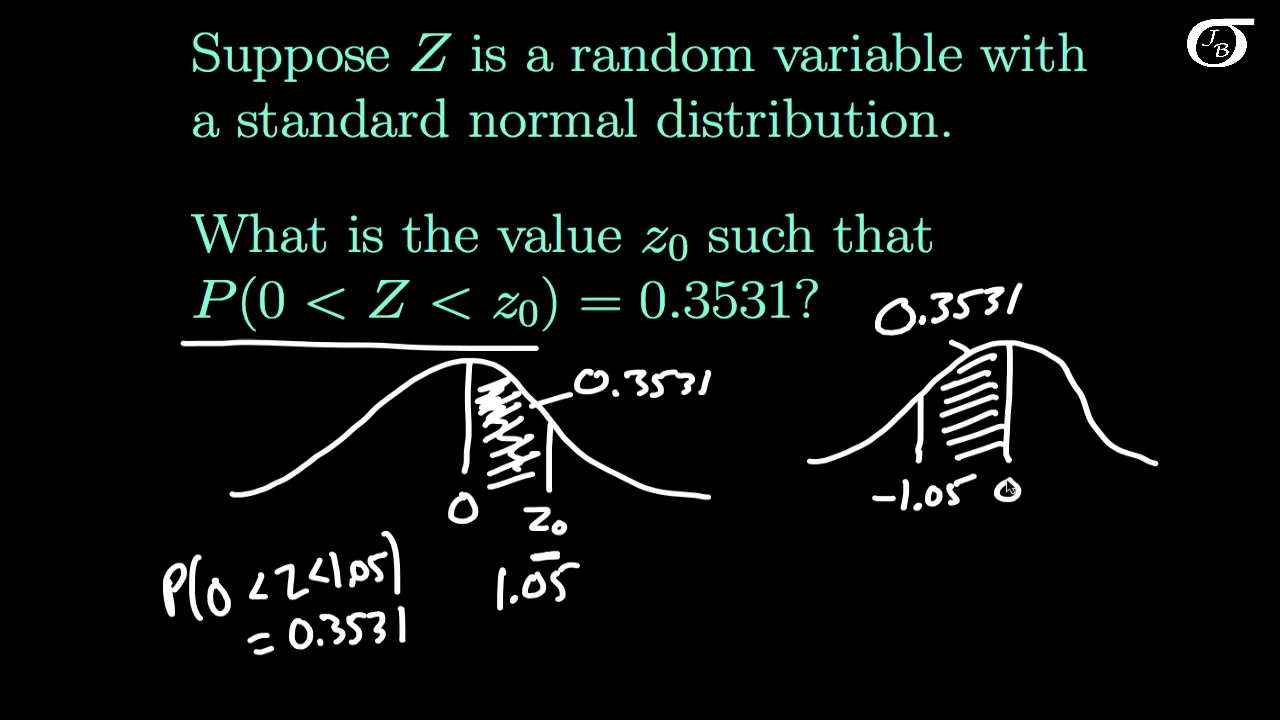 JB
Suppose Z is a random variable with
a standard normal distribution.
What is the value z₀ such that
P(0 < Z < z₀) = 0.3531?
0.3531
0.3531
0
z₀
1.05
-1.05
0
P(0 < Z < 1.05)
= 0.3531